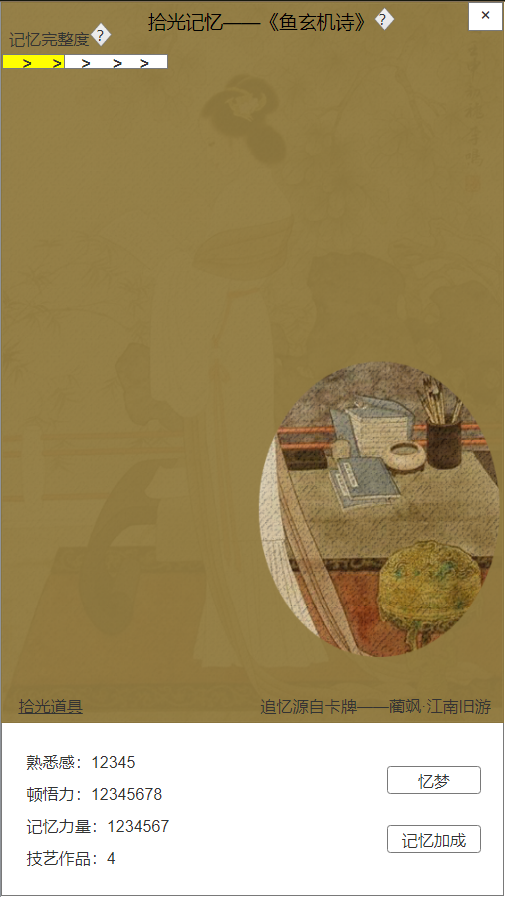 拾光记忆——《鱼玄机诗》 ?
×
记忆完整度 ?
> > > > >
拾光道具
追忆源自卡牌——蔺飒·江南旧游
熟悉感：12345
顿悟力：12345678
记忆力量：1234567
技艺作品：4
忆梦
记忆加成